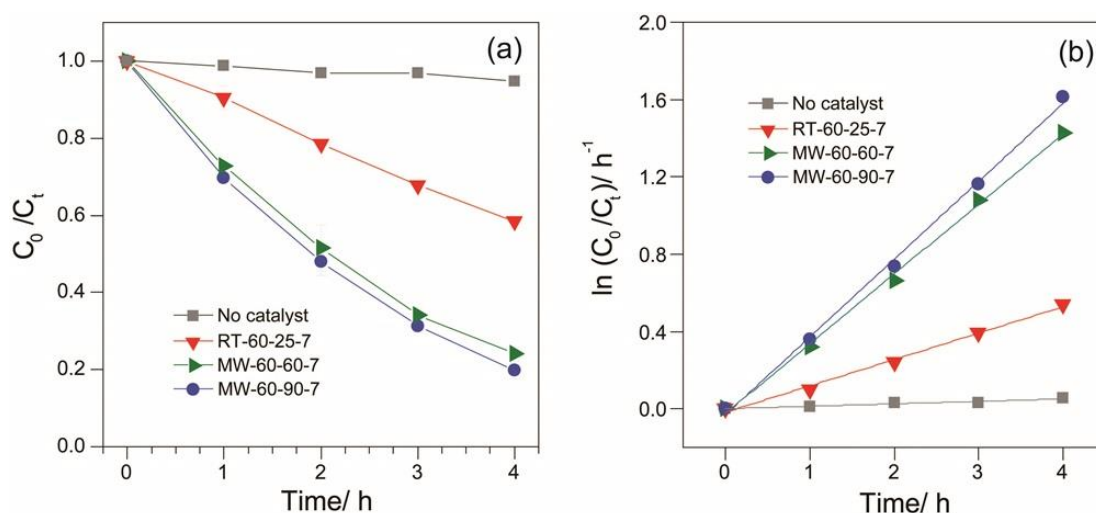 (a)
C₀ /Cₜ
1.0
0.8
0.6
0.4
0.2
0.0
No catalyst
RT-60-25-7
MW-60-60-7
MW-60-90-7
0 1 2 3 4
Time/ h
(b)
ln (C₀ /Cₜ)/ h⁻¹
2.0
1.6
1.2
0.8
0.4
0.0
No catalyst
RT-60-25-7
MW-60-60-7
MW-60-90-7
0 1 2 3 4
Time/ h